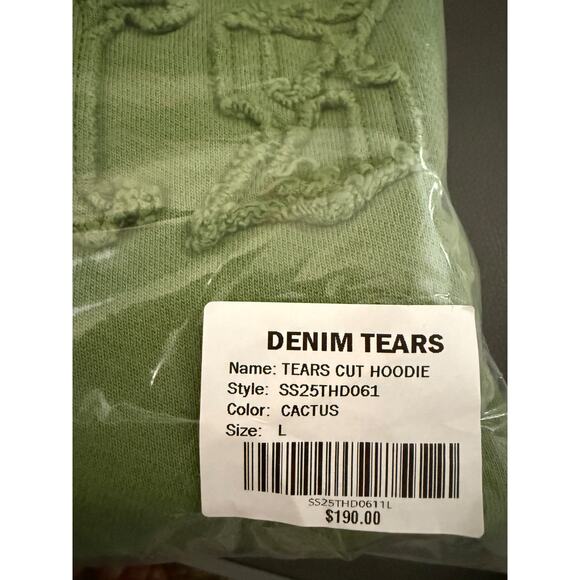 DENIM TEARS
Name: TEARS CUT HOODIE
Style: SS25THD061
Color: CACTUS
Size: L
SS25THD0611L
$190.00